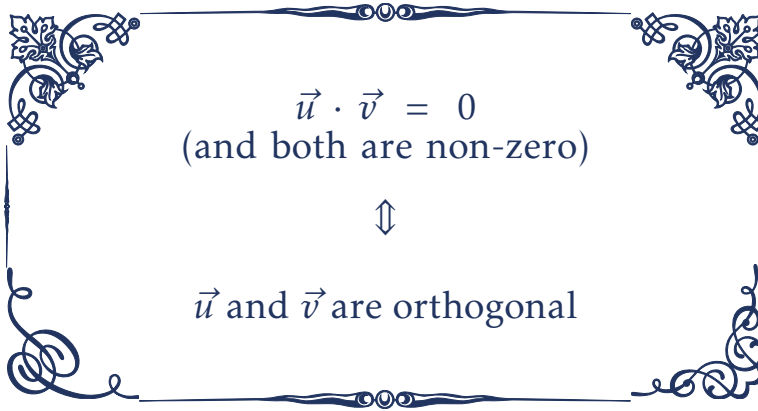 u⃗ · v⃗ = 0
(and both are non-zero)
⇕
u⃗ and v⃗ are orthogonal